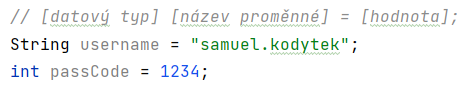 // [datový typ] [název proměnné] = [hodnota];
String username = "samuel.kodytek";
int passCode = 1234;